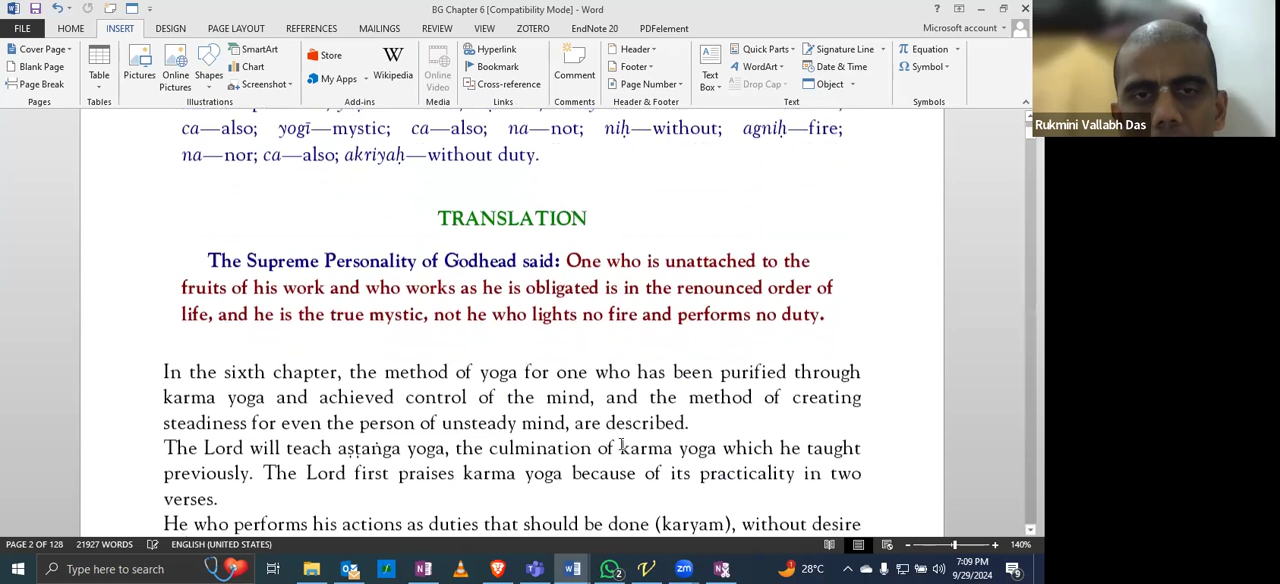 BG Chapter 6 [Compatibility Mode] - Word
FILE HOME INSERT DESIGN PAGE LAYOUT REFERENCES MAILINGS REVIEW VIEW ZOTERO EndNote 20 PDFelement Microsoft account
Cover Page
Blank Page
Page Break
Pages
Table
Tables
Pictures
Online Pictures
Shapes
SmartArt
Chart
Screenshot
Illustrations
Store
My Apps
W
Wikipedia
Add-ins
Online Video
Media
Hyperlink
Bookmark
Cross-reference
Links
Comment
Comments
Header
Footer
Page Number
Header & Footer
A
Text Box
Quick Parts
WordArt
Drop Cap
Signature Line
Date & Time
Object
Text
Equation
Symbol
Symbols
Rukmini Vallabh Das
ca—also; yogī—mystic; ca—also; na—not; niḥ—without; agniḥ—fire;
na—nor; ca—also; akriyaḥ—without duty.
TRANSLATION
The Supreme Personality of Godhead said: One who is unattached to the
fruits of his work and who works as he is obligated is in the renounced order of
life, and he is the true mystic, not he who lights no fire and performs no duty.
In the sixth chapter, the method of yoga for one who has been purified through
karma yoga and achieved control of the mind, and the method of creating
steadiness for even the person of unsteady mind, are described.
The Lord will teach aṣṭaṅga yoga, the culmination of karma yoga which he taught
previously. The Lord first praises karma yoga because of its practicality in two
verses.
He who performs his actions as duties that should be done (karyam), without desire
PAGE 2 OF 128 21927 WORDS ENGLISH (UNITED STATES) 140%
Type here to search
2
28°C
7:09 PM
9/29/2024
9